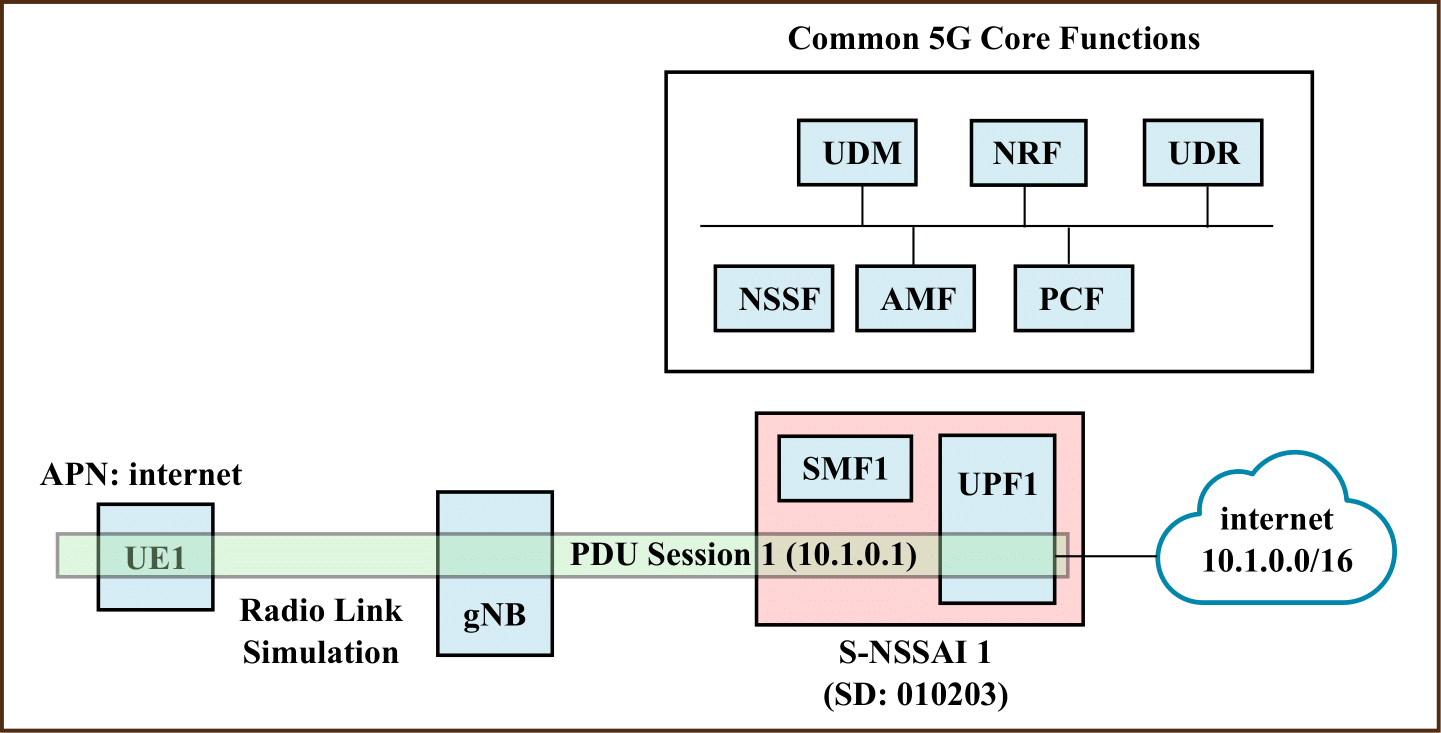 Common 5G Core Functions
UDM
NRF
UDR
NSSF
AMF
PCF
APN: internet
UE1
Radio Link
Simulation
gNB
PDU Session 1 (10.1.0.1)
SMF1
UPF1
S-NSSAI 1
(SD: 010203)
internet
10.1.0.0/16